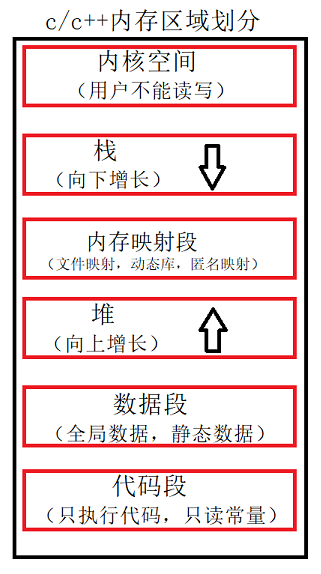 c/c++内存区域划分
内核空间
（用户不能读写）
栈
（向下增长）
内存映射段
（文件映射，动态库，匿名映射）
堆
（向上增长）
数据段
（全局数据，静态数据）
代码段
（只执行代码，只读常量）